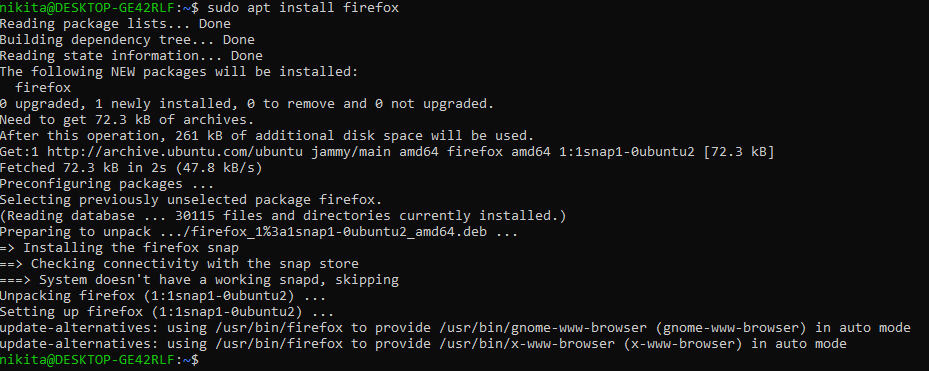 nikita@DESKTOP-GE42RLF:~$ sudo apt install firefox
Reading package lists... Done
Building dependency tree... Done
Reading state information... Done
The following NEW packages will be installed:
  firefox
0 upgraded, 1 newly installed, 0 to remove and 0 not upgraded.
Need to get 72.3 kB of archives.
After this operation, 261 kB of additional disk space will be used.
Get:1 http://archive.ubuntu.com/ubuntu jammy/main amd64 firefox amd64 1:1snap1-0ubuntu2 [72.3 kB]
Fetched 72.3 kB in 2s (47.8 kB/s)
Preconfiguring packages ...
Selecting previously unselected package firefox.
(Reading database ... 30115 files and directories currently installed.)
Preparing to unpack .../firefox_1%3a1snap1-0ubuntu2_amd64.deb ...
=> Installing the firefox snap
==> Checking connectivity with the snap store
===> System doesn't have a working snapd, skipping
Unpacking firefox (1:1snap1-0ubuntu2) ...
Setting up firefox (1:1snap1-0ubuntu2) ...
update-alternatives: using /usr/bin/firefox to provide /usr/bin/gnome-www-browser (gnome-www-browser) in auto mode
update-alternatives: using /usr/bin/firefox to provide /usr/bin/x-www-browser (x-www-browser) in auto mode
nikita@DESKTOP-GE42RLF:~$